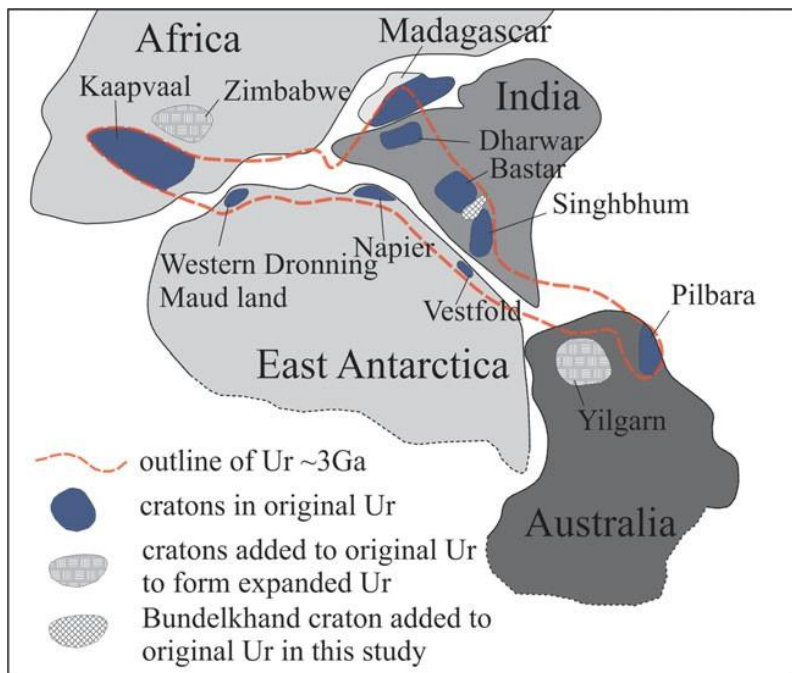 Africa
Madagascar
Kaapvaal
Zimbabwe
India
Dharwar
Bastar
Singhbhum
Western Dronning
Maud land
Napier
Vestfold
Pilbara
East Antarctica
Yilgarn
Australia
outline of Ur ~3Ga
cratons in original Ur
cratons added to original Ur
to form expanded Ur
Bundelkhand craton added to
original Ur in this study